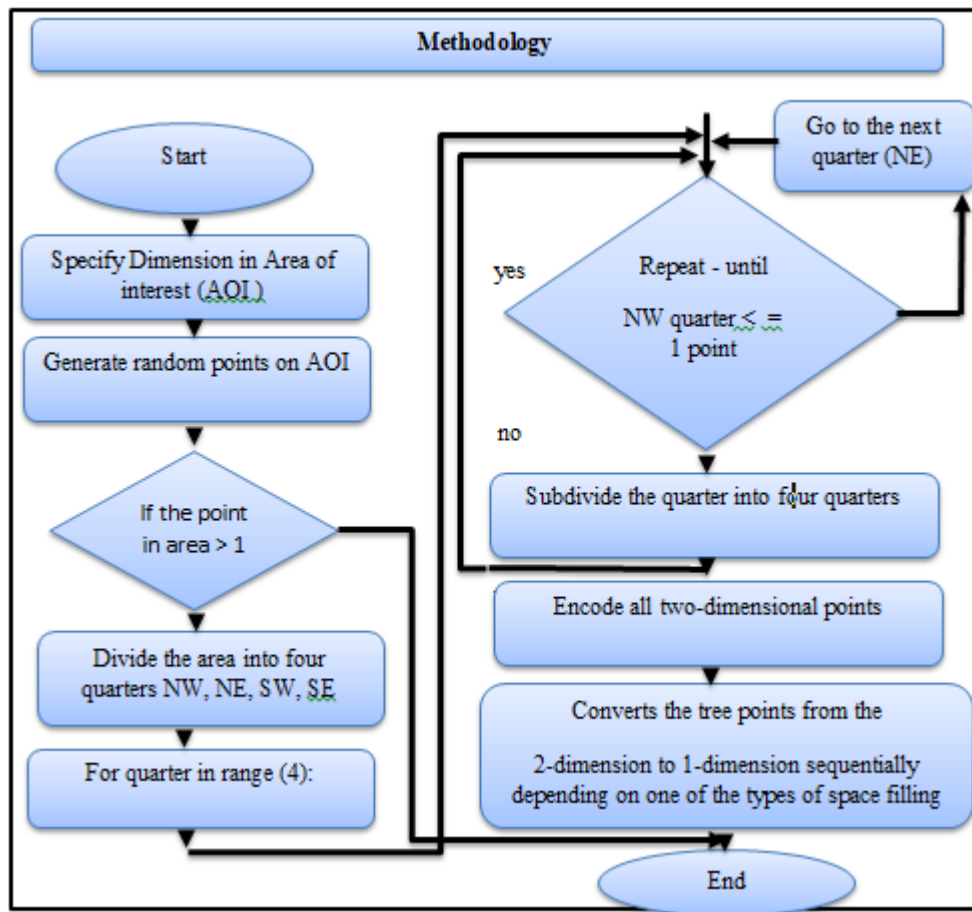 Methodology
Start
Specify Dimension in Area of
interest (AOI )
Generate random points on AOI
If the point
in area > 1
Divide the area into four
quarters NW, NE, SW, SE
For quarter in range (4):
Go to the next
quarter (NE)
yes
Repeat - until
NW quarter < =
1 point
no
Subdivide the quarter into four quarters
Encode all two-dimensional points
Converts the tree points from the
2-dimension to 1-dimension sequentially
depending on one of the types of space filling
End